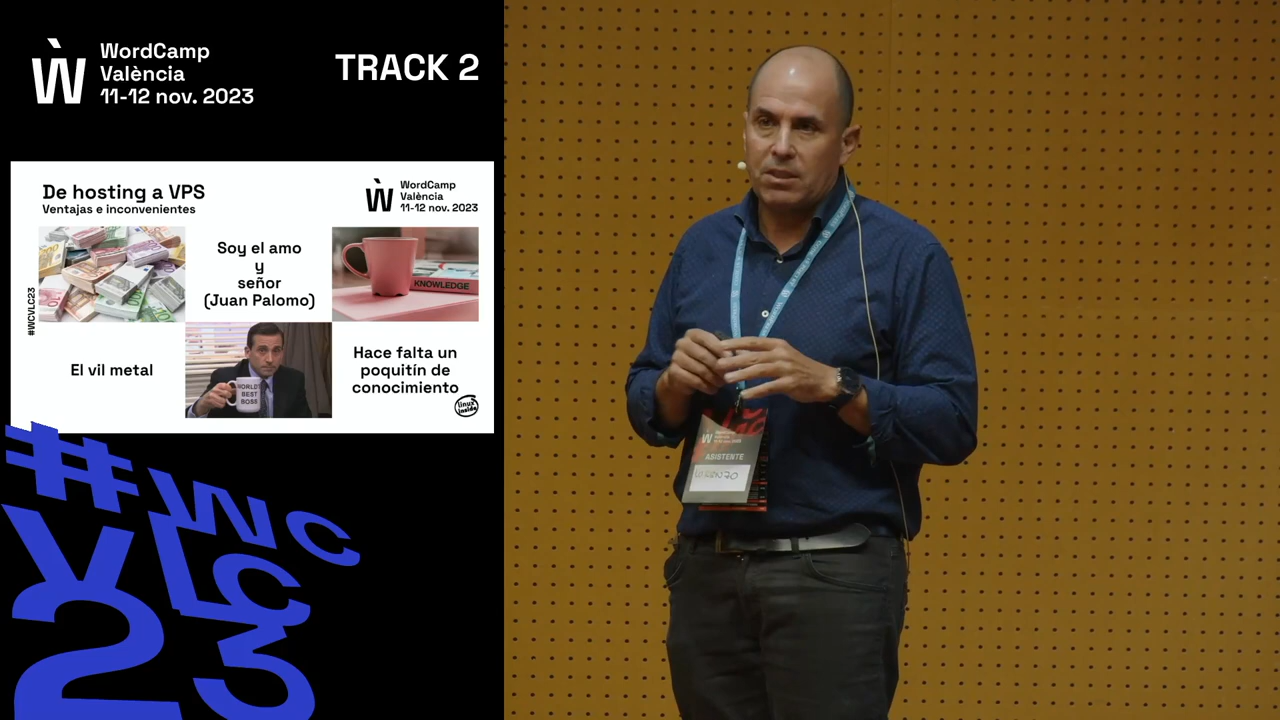 WordCamp
València
11-12 nov. 2023
TRACK 2
De hosting a VPS
Ventajas e inconvenientes
WordCamp
València
11-12 nov. 2023
#WCVLC23
Soy el amo
y
señor
(Juan Palomo)
KNOWLEDGE
El vil metal
WORLD'S
BEST
BOSS
Hace falta un
poquitín de
conocimiento
linux
inside
#WC
VLC
23
ASISTENTE